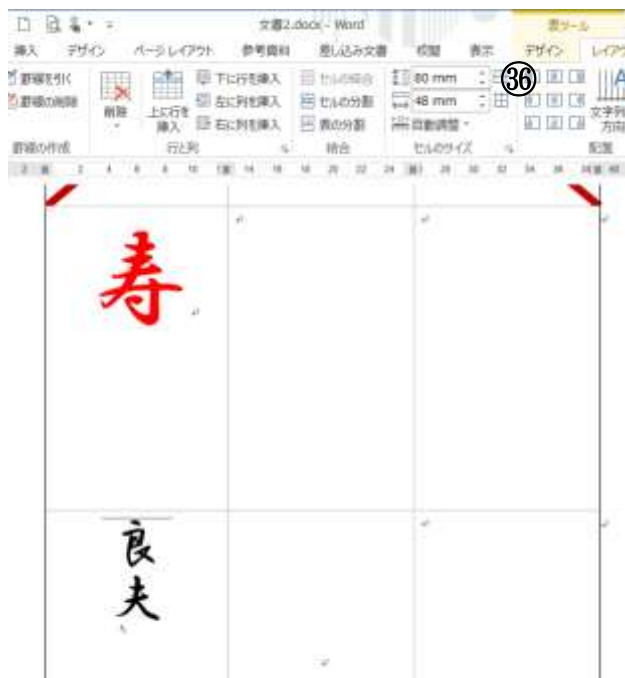 文書2.docx - Word
表ツール
挿入 デザイン ページレイアウト 参考資料 差し込み文書 校閲 表示 デザイン レイアウ
罫線を引く
罫線の削除
削除
上に行を
挿入
下に行を挿入
左に列を挿入
右に列を挿入
セルの結合
セルの分割
表の分割
80 mm
48 mm
自動調整
㊱
文字列
方向
罫線の作成 行と列 結合 セルのサイズ 配置
寿
良
夫